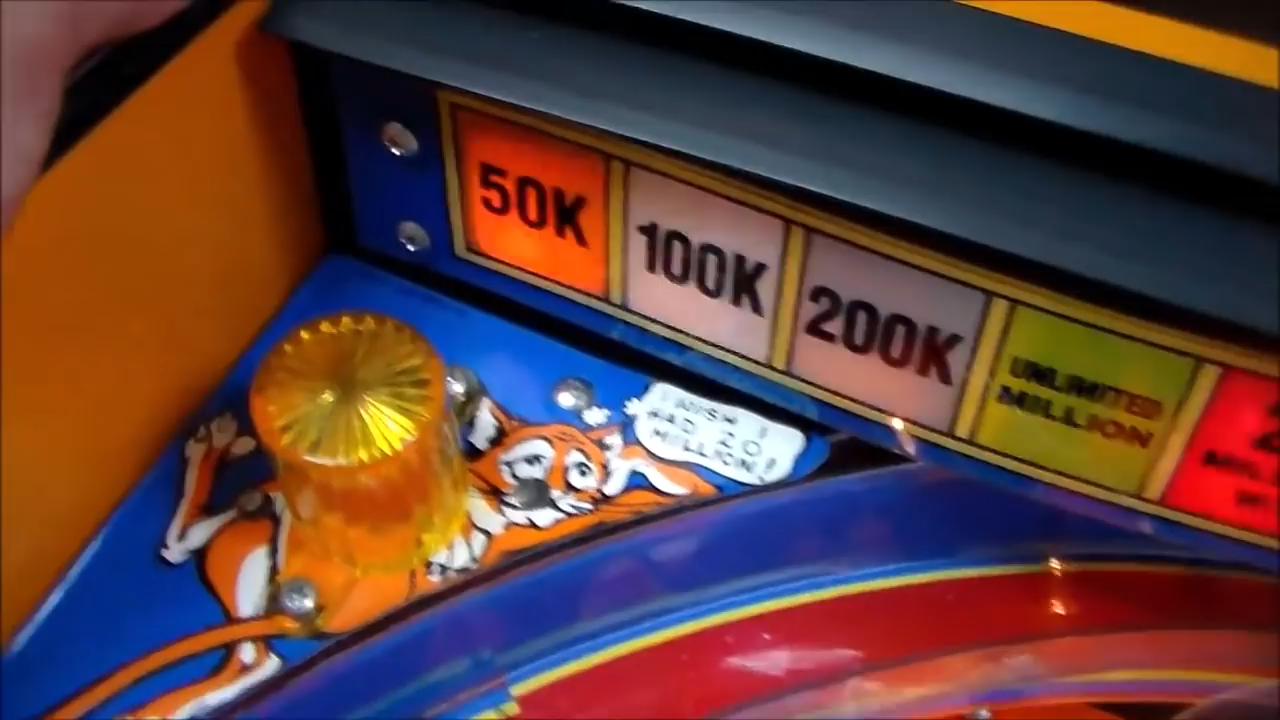 50K
100K
200K
UNLIMITED
MILLION
I WISH I
HAD 20
MILLION!